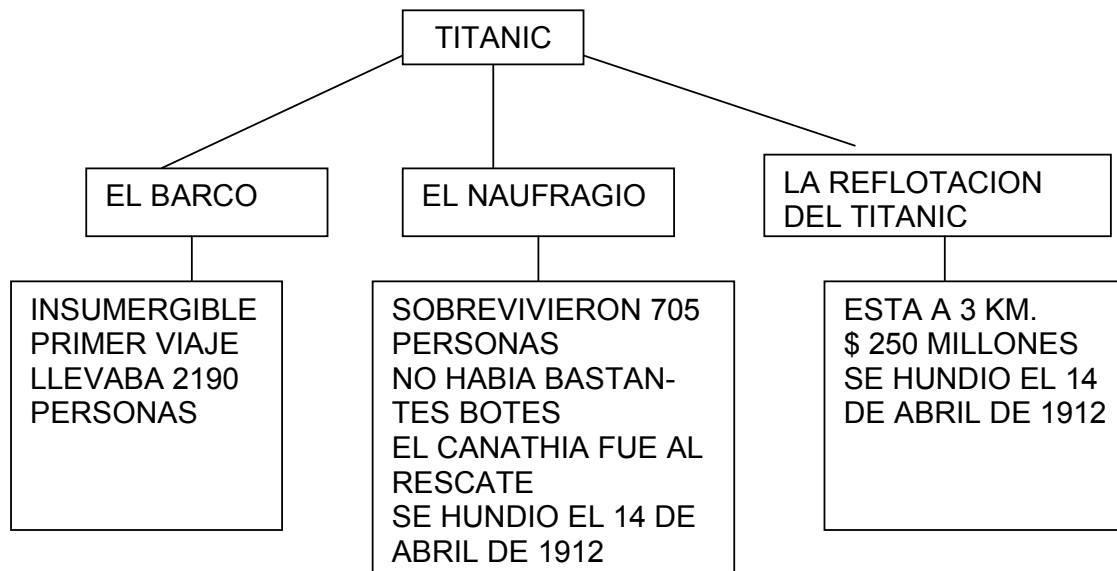 TITANIC
EL BARCO
EL NAUFRAGIO
LA REFLOTACION
DEL TITANIC
INSUMERGIBLE
PRIMER VIAJE
LLEVABA 2190
PERSONAS
SOBREVIVIERON 705
PERSONAS
NO HABIA BASTAN-
TES BOTES
EL CANATHIA FUE AL
RESCATE
SE HUNDIO EL 14 DE
ABRIL DE 1912
ESTA A 3 KM.
$ 250 MILLONES
SE HUNDIO EL 14
DE ABRIL DE 1912